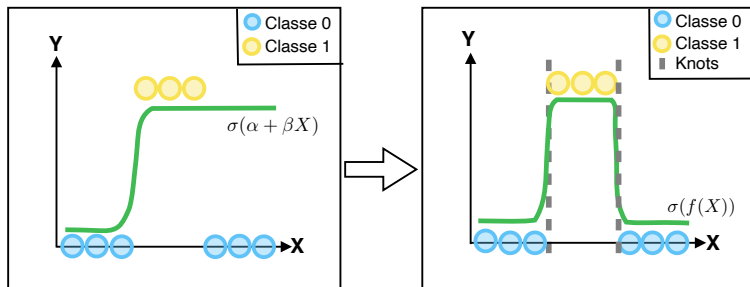 Classe 0
Classe 1
Y
σ(α + βX)
X
Classe 0
Classe 1
Knots
Y
σ(f(X))
X